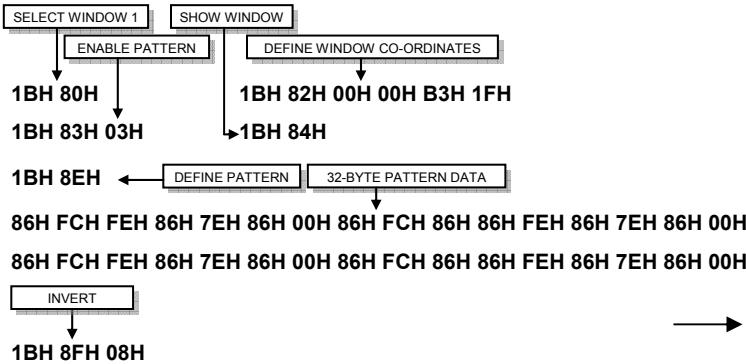 SELECT WINDOW 1 SHOW WINDOW
ENABLE PATTERN DEFINE WINDOW CO-ORDINATES
1BH 80H 1BH 82H 00H 00H B3H 1FH
1BH 83H 03H 1BH 84H
1BH 8EH DEFINE PATTERN 32-BYTE PATTERN DATA
86H FCH FEH 86H 7EH 86H 00H 86H FCH 86H 86H FEH 86H 7EH 86H 00H
86H FCH FEH 86H 7EH 86H 00H 86H FCH 86H 86H FEH 86H 7EH 86H 00H
INVERT
1BH 8FH 08H